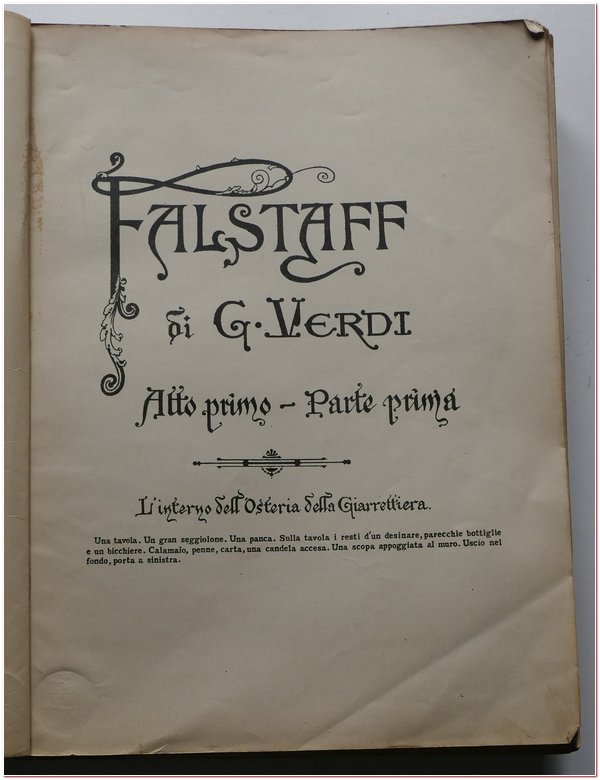 FALSTAFF
di G. VERDI
Atto primo - Parte prima
L'interno dell'Osteria della Giarrettiera.
Una tavola. Un gran seggiolone. Una panca. Sulla tavola i resti d'un desinare, parecchie bottiglie
e un bicchiere. Calamaio, penne, carta, una candela accesa. Una scopa appoggiata al muro. Uscio nel
fondo, porta a sinistra.